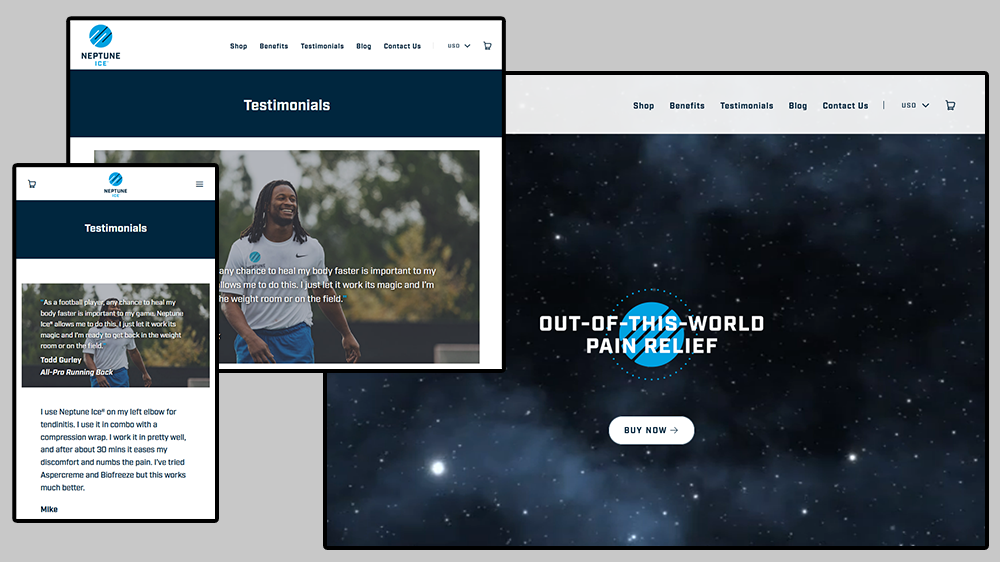 NEPTUNE
ICE
Shop Benefits Testimonials Blog Contact Us USD
Testimonials
any chance to heal my body faster is important to my
llows me to do this. I just let it work its magic and I'm
he weight room or on the field."
NEPTUNE
ICE
Testimonials
"As a football player, any chance to heal my
body faster is important to my game. Neptune
Ice® allows me to do this. I just let it work its
magic and I'm ready to get back in the weight
room or on the field.
Todd Gurley
All-Pro Running Back
I use Neptune Ice® on my left elbow for
tendinitis. I use it in combo with a
compression wrap. I work it in pretty well,
and after about 30 mins it eases my
discomfort and numbs the pain. I've tried
Aspercreme and Biofreeze but this works
much better.
Mike
Shop Benefits Testimonials Blog Contact Us | USD
OUT-OF-THIS-WORLD
PAIN RELIEF
BUY NOW →